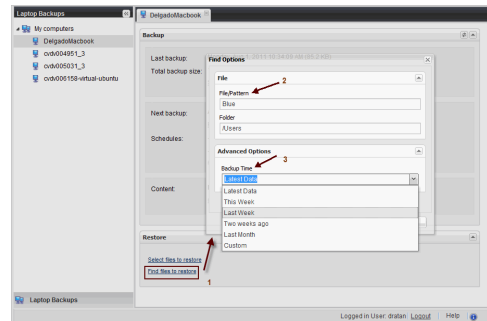 Laptop Backups
DelgadoMacbook
My computers
DelgadoMacbook
cvdv004951_3
cvdv005031_3
cvdv006158-virtual-ubuntu
Backup
Last backup:
Total backup size:
Next backup:
Schedules:
Content:
Find Options
File
2
File/Pattern
Blue
Folder
/Users
Advanced Options
3
Backup Time
Latest Data
Latest Data
This Week
Last Week
Two weeks ago
Last Month
Custom
Restore
Select files to restore
Find files to restore
1
Laptop Backups
Logged in User: dratan: Logout
Help